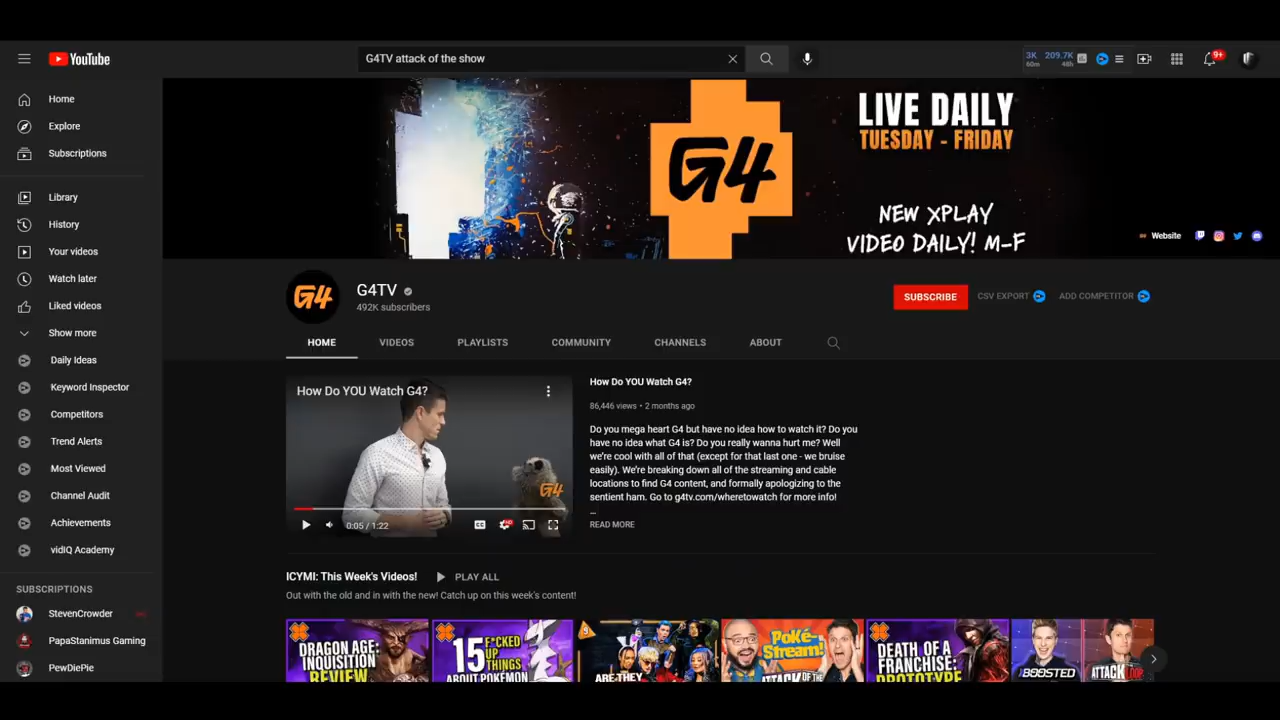 YouTube
G4TV attack of the show
3K 209.7K
60m 48h
9+
Home
Explore
Subscriptions
Library
History
Your videos
Watch later
Liked videos
Show more
Daily Ideas
Keyword Inspector
Competitors
Trend Alerts
Most Viewed
Channel Audit
Achievements
vidIQ Academy
SUBSCRIPTIONS
StevenCrowder
PapaStanimus Gaming
PewDiePie
G4
LIVE DAILY
TUESDAY - FRIDAY
NEW XPLAY
VIDEO DAILY! M-F
Website
G4
G4TV
492K subscribers
SUBSCRIBE
CSV EXPORT
ADD COMPETITOR
HOME VIDEOS PLAYLISTS COMMUNITY CHANNELS ABOUT
How Do YOU Watch G4?
G4
0:05 / 1:22
CC
HD
How Do YOU Watch G4?
86,446 views • 2 months ago
Do you mega heart G4 but have no idea how to watch it? Do you
have no idea what G4 is? Do you really wanna hurt me? Well
we're cool with all of that (except for that last one - we bruise
easily). We're breaking down all of the streaming and cable
locations to find G4 content, and formally apologizing to the
sentient ham. Go to g4tv.com/wheretowatch for more info!
...
READ MORE
ICYMI: This Week's Videos!
PLAY ALL
Out with the old and in with the new! Catch up on this week's content!
DRAGON AGE:
INQUISITION
REVIEW
15 F*CKED
UP
THINGS
ABOUT POKÉMON
ARE THEY
Poké-
Stream!
ATTACK OF THE
DEATH OF A
FRANCHISE:
PROTOTYPE
BOOSTED
ATTACK